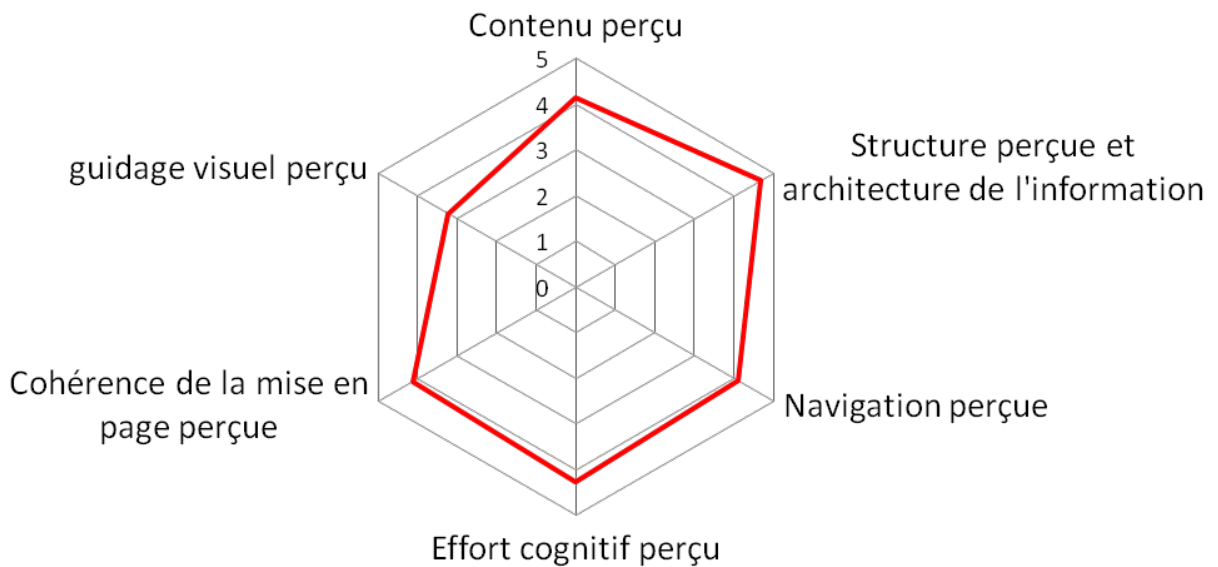 Contenu perçu
5
4
3
2
1
0
Structure perçue et
architecture de l'information
Navigation perçue
Effort cognitif perçu
Cohérence de la mise en
page perçue
guidage visuel perçu